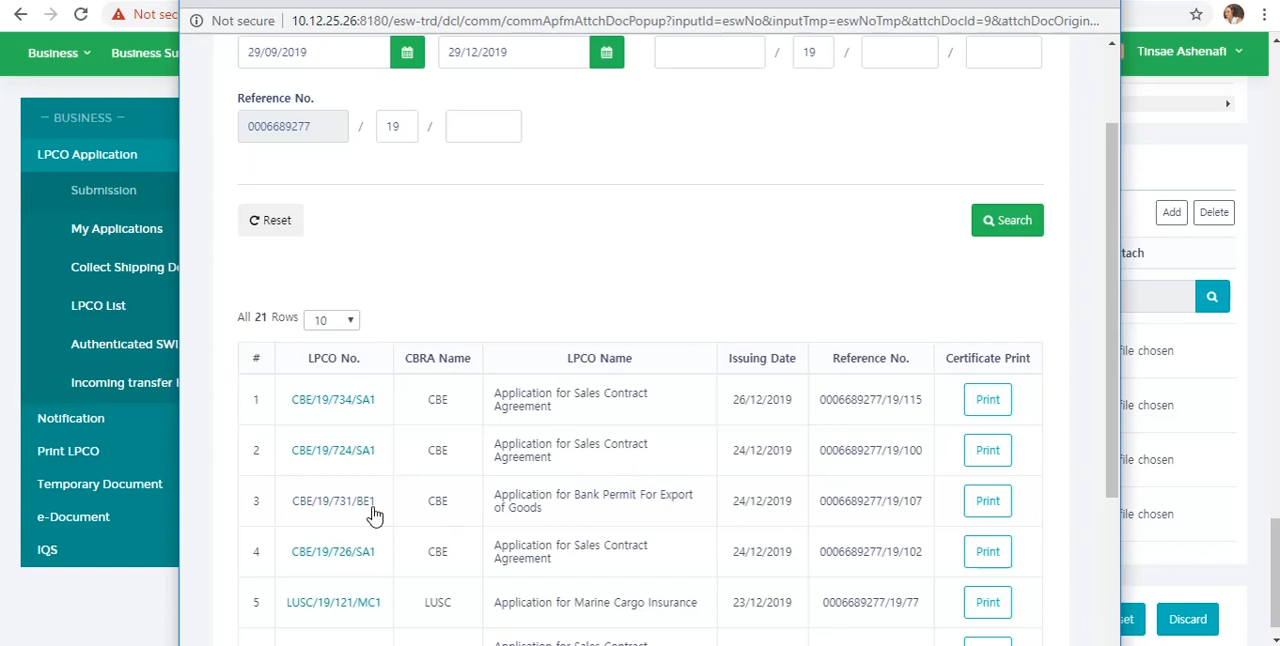 Not sec
Not secure
10.12.25.26:8180/esw-trd/dcl/comm/commApfmAttchDocPopup?inputId=eswNo&inputTmp=eswNoTmp&attchDocId=9&attchDocOrigin...
Business
Business Su
Tinsae Ashenafi
29/09/2019
29/12/2019
/ 19 / /
Reference No.
0006689277 / 19 /
Reset
Search
— BUSINESS —
LPCO Application
Submission
My Applications
Collect Shipping D
LPCO List
Authenticated SWI
Incoming transfer
Notification
Print LPCO
Temporary Document
e-Document
IQS
All 21 Rows 10
# LPCO No. CBRA Name LPCO Name Issuing Date Reference No. Certificate Print
1 CBE/19/734/SA1 CBE Application for Sales Contract Agreement 26/12/2019 0006689277/19/115 Print
2 CBE/19/724/SA1 CBE Application for Sales Contract Agreement 24/12/2019 0006689277/19/100 Print
3 CBE/19/731/BE1 CBE Application for Bank Permit For Export of Goods 24/12/2019 0006689277/19/107 Print
4 CBE/19/726/SA1 CBE Application for Sales Contract Agreement 24/12/2019 0006689277/19/102 Print
5 LUSC/19/121/MC1 LUSC Application for Marine Cargo Insurance 23/12/2019 0006689277/19/77 Print
Add
Delete
tach
file chosen
file chosen
file chosen
file chosen
set
Discard